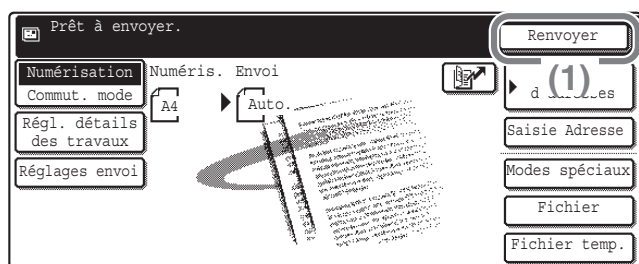 Prêt à envoyer.
Renvoyer
Numérisation
Commut. mode
Numéris. Envoi
A4
Auto.
(1)
Saisie Adresse
Régl. détails
des travaux
Réglages envoi
Modes spéciaux
Fichier
Fichier temp.